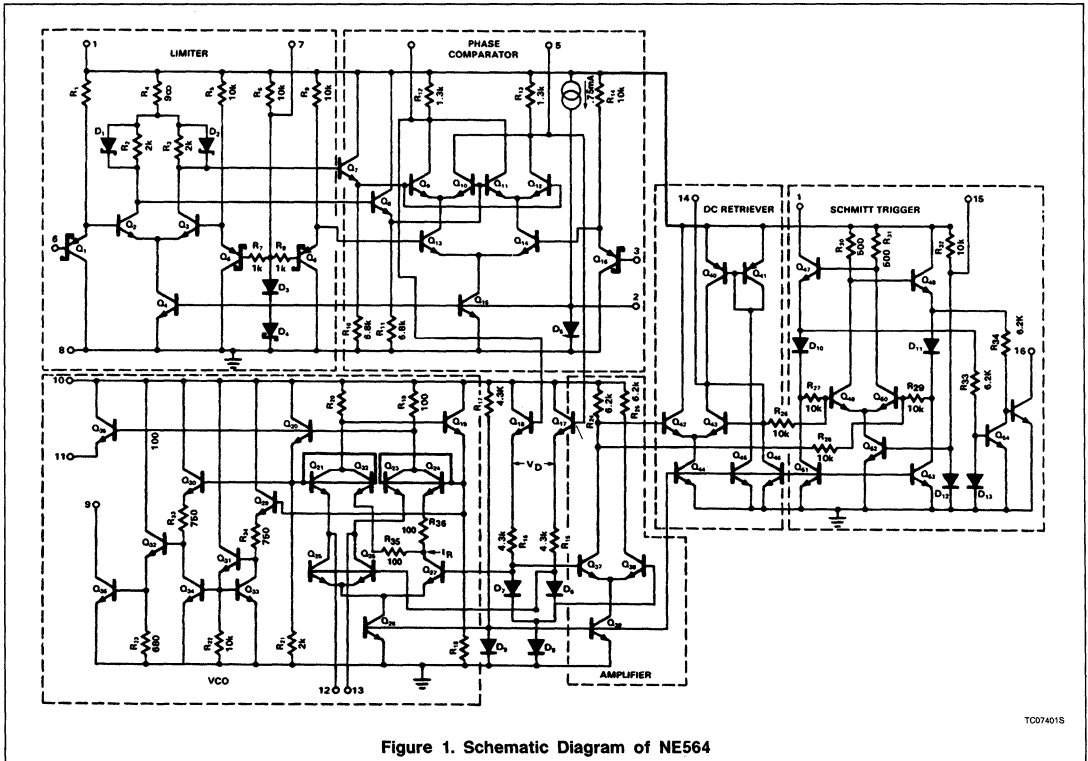 1
LIMITER
7
PHASE
COMPARATOR
5
R1
R4
90
R5
10k
R8
10k
R9
10k
R12
1.3k
R13
1.3k
.75mA
R14
10k
D1
D2
R2
2k
R3
2k
Q7
Q8
Q9
Q10
Q11
Q12
6
Q1
Q2
Q3
R7
1k
R9
1k
D3
D4
Q4
Q13
Q14
Q15
Q16
3
2
R10
6.8k
R11
6.8k
D5
8
14
DC RETRIEVER
1
SCHMITT TRIGGER
15
R30
500
R31
500
R32
10k
Q40
Q41
Q47
Q48
D10
D11
R34
6.2K
16
R33
6.2K
R27
10k
Q49
Q50
R29
10k
Q42
Q43
R26
10k
R28
10k
Q52
Q54
Q44
Q45
Q46
Q51
Q53
D12
D13
10
R20
R19
100
R17
4.3K
R24
6.2k
R25
6.2k
Q18
Q17
VD
11
100
Q20
Q19
Q21
Q22
Q23
Q24
Q30
Q29
R23
750
R24
750
9
Q32
Q31
Q35
Q34
Q33
R36
100
R35
100
IR
Q25
Q26
Q27
4.3k
R16
4.3k
R15
Q37
Q38
D7
D6
R23
680
R22
10k
R21
2k
R18
D9
D8
VCO
12
13
AMPLIFIER
TC07401S
Figure 1. Schematic Diagram of NE564